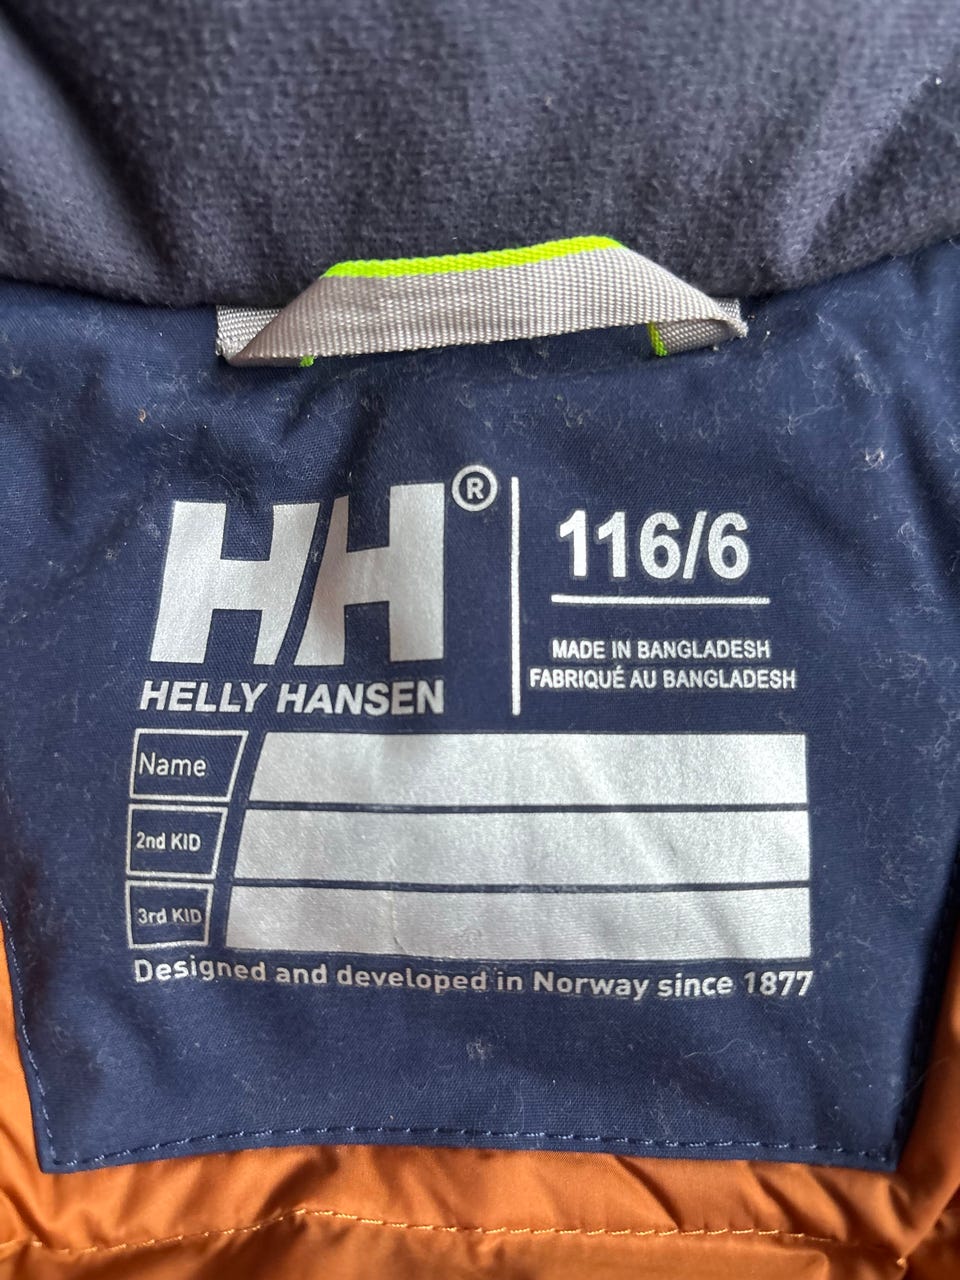 HH®
HELLY HANSEN
116/6
MADE IN BANGLADESH
FABRIQUÉ AU BANGLADESH
Name
2nd KID
3rd KID
Designed and developed in Norway since 1877